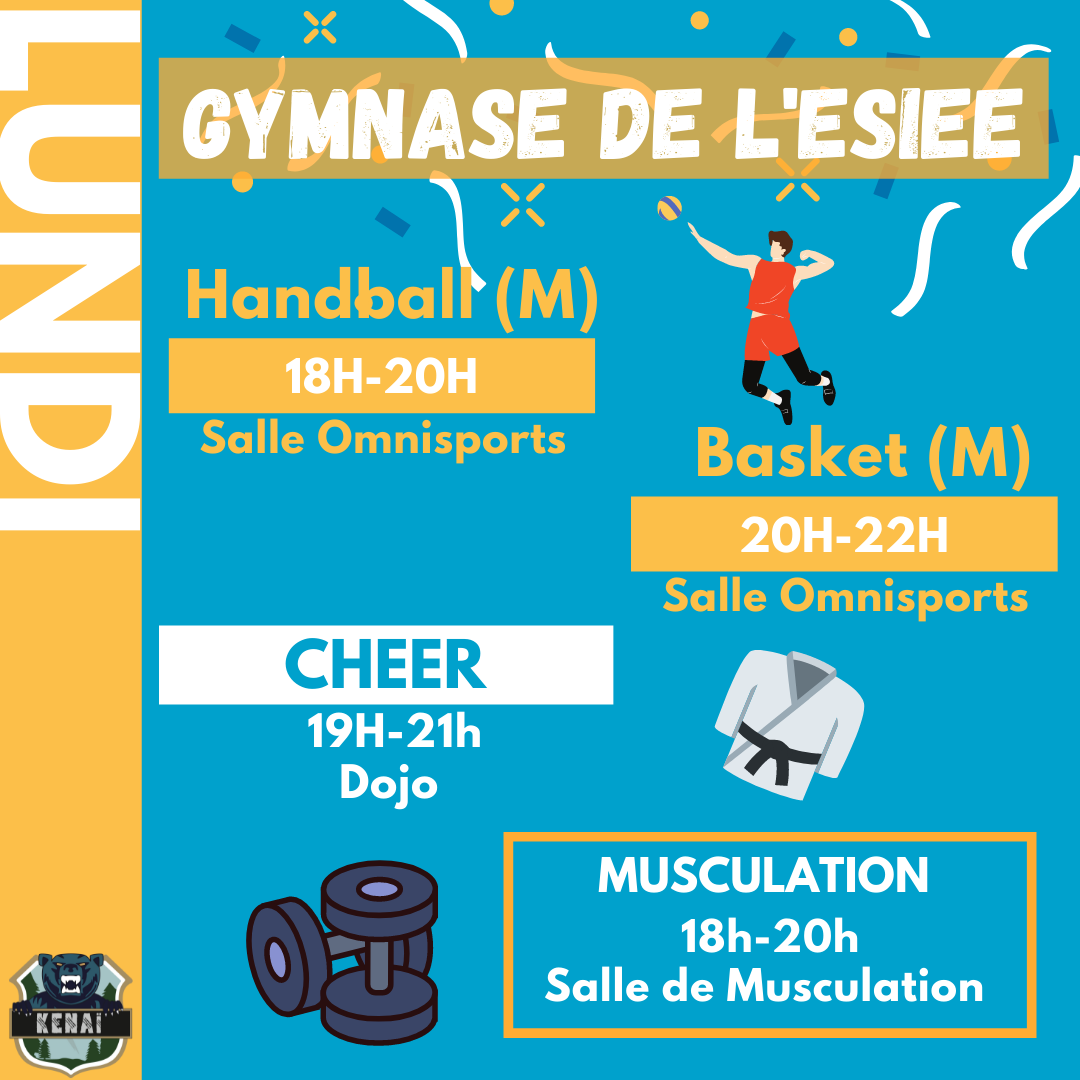 LUNDI
GYMNASE DE L'ESIEE
Handball (M)
18H-20H
Salle Omnisports
Basket (M)
20H-22H
Salle Omnisports
CHEER
19H-21h
Dojo
MUSCULATION
18h-20h
Salle de Musculation
KENAÏ